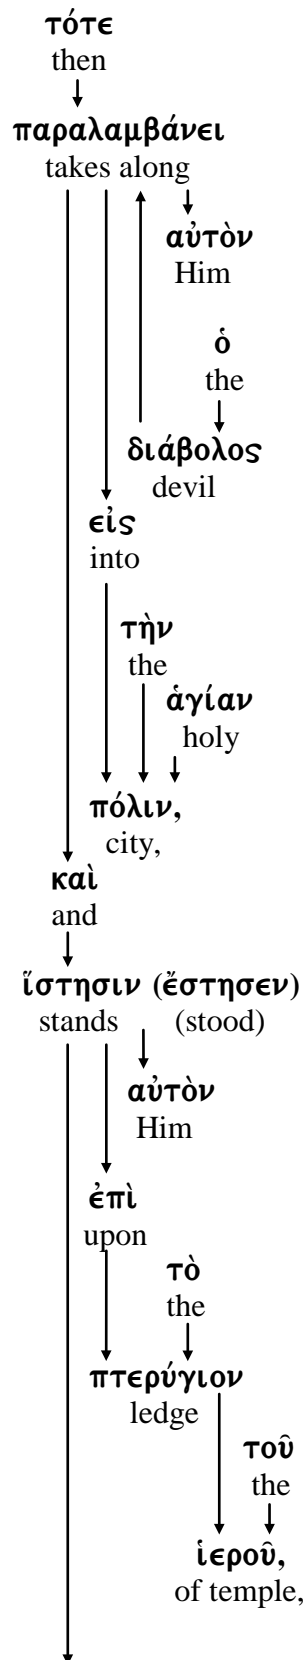 τότε
then
παραλαμβάνει
takes along
αὐτὸν
Him
ὁ
the
διάβολος
devil
εἰς
into
τὴν
the
ἁγίαν
holy
πόλιν,
city,
καὶ
and
ἵστησιν (ἔστησεν)
stands (stood)
αὐτὸν
Him
ἐπὶ
upon
τὸ
the
πτερύγιον
ledge
τοῦ
the
ἱεροῦ,
of temple,